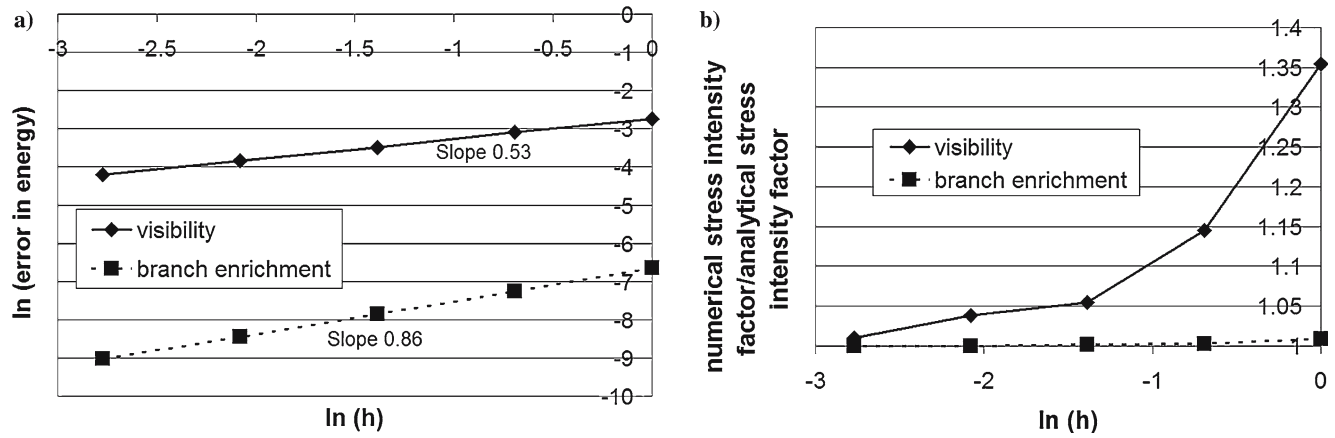 a)
0
-3
-2.5
-2
-1.5
-1
-0.5
0
-1
-2
-3
-4
-5
-6
-7
-8
-9
-10
Slope 0.53
visibility
branch enrichment
Slope 0.86
ln (error in energy)
ln (h)
b)
1.4
1.35
1.3
1.25
1.2
1.15
1.1
1.05
1
visibility
branch enrichment
-3
-2
-1
0
numerical stress intensity
factor/analytical stress
intensity factor
ln (h)